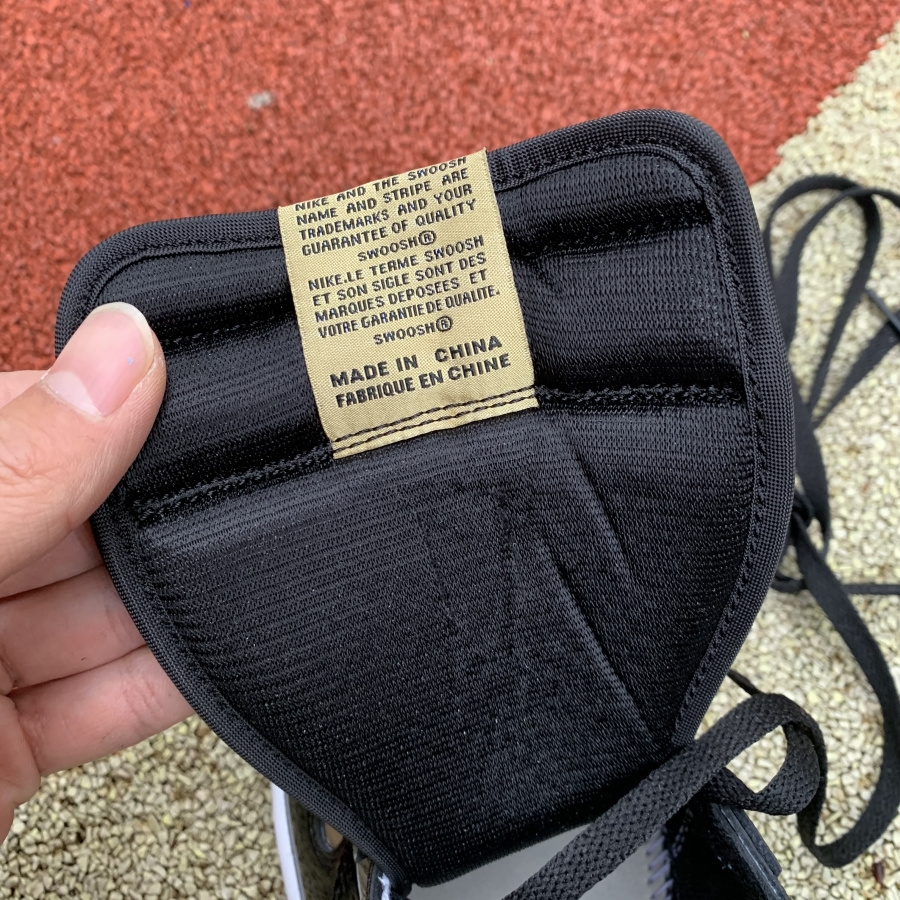 NIKE AND THE SWOOSH
NAME AND STRIPE ARE
TRADEMARKS AND YOUR
GUARANTEE OF QUALITY
SWOOSH®
NIKE.LE TERME SWOOSH
ET SON SIGLE SONT DES
MARQUES DEPOSEES ET
VOTRE GARANTIE DE QUALITE.
SWOOSH®
MADE IN CHINA
FABRIQUE EN CHINE